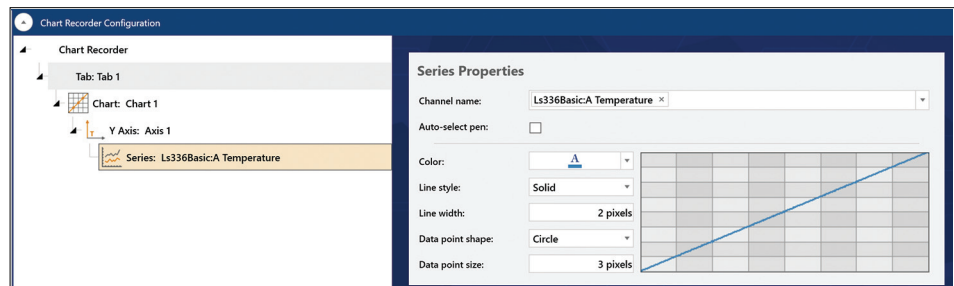 Chart Recorder Configuration
Chart Recorder
Tab: Tab 1
Chart: Chart 1
T
Y Axis: Axis 1
Series: Ls336Basic:A Temperature
Series Properties
Channel name: Ls336Basic:A Temperature ×
Auto-select pen:
Color: A
Line style: Solid
Line width: 2 pixels
Data point shape: Circle
Data point size: 3 pixels